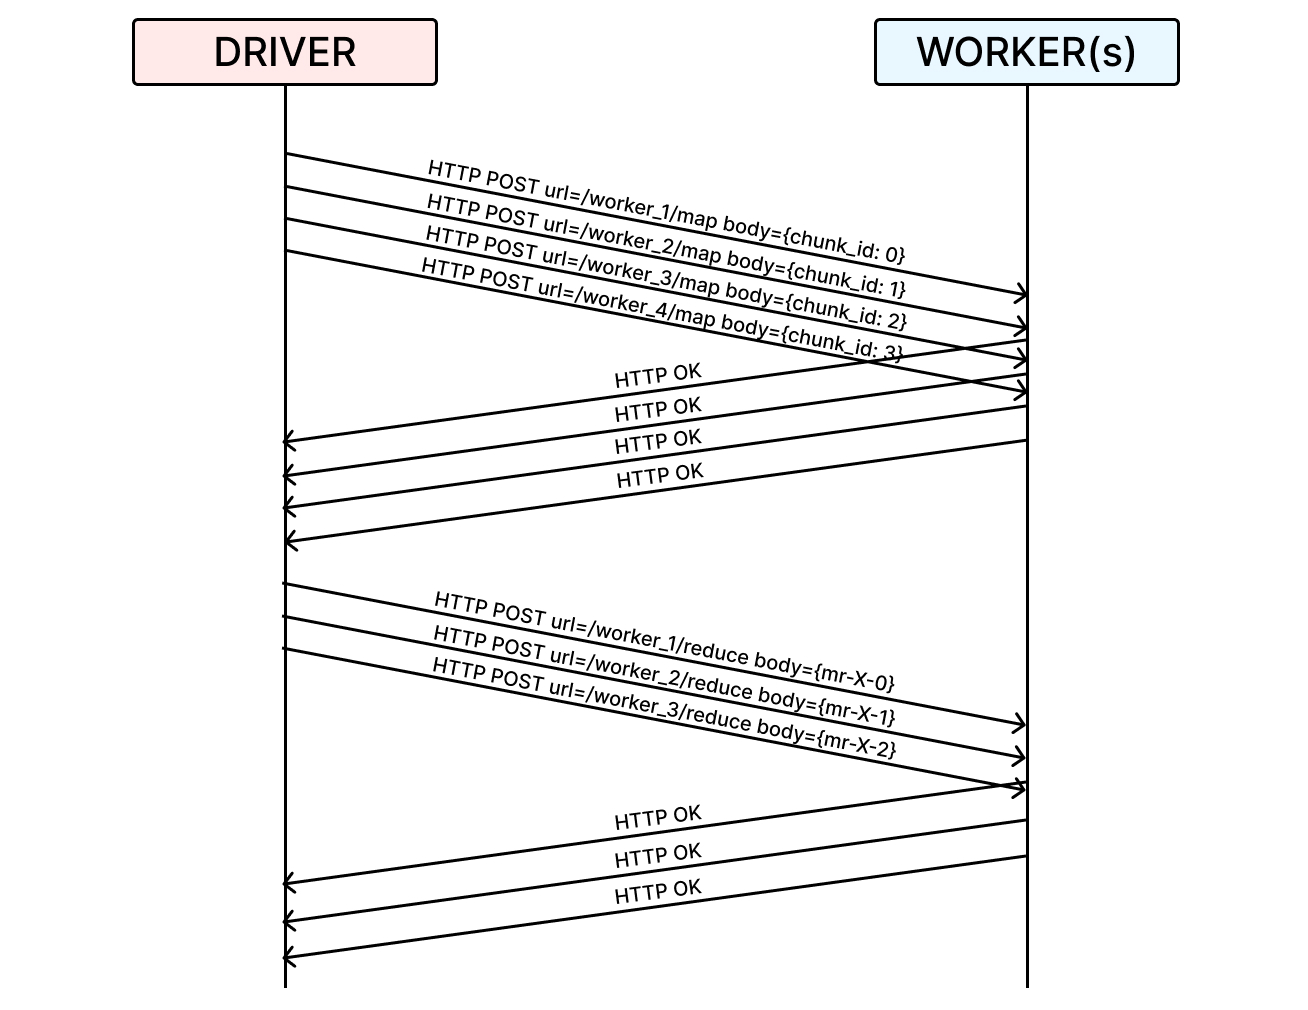 DRIVER
WORKER(s)
HTTP POST url=/worker_1/map body={chunk_id: 0}
HTTP POST url=/worker_2/map body={chunk_id: 1}
HTTP POST url=/worker_3/map body={chunk_id: 2}
HTTP POST url=/worker_4/map body={chunk_id: 3}
HTTP OK
HTTP OK
HTTP OK
HTTP OK
HTTP POST url=/worker_1/reduce body={mr-X-0}
HTTP POST url=/worker_2/reduce body={mr-X-1}
HTTP POST url=/worker_3/reduce body={mr-X-2}
HTTP OK
HTTP OK
HTTP OK